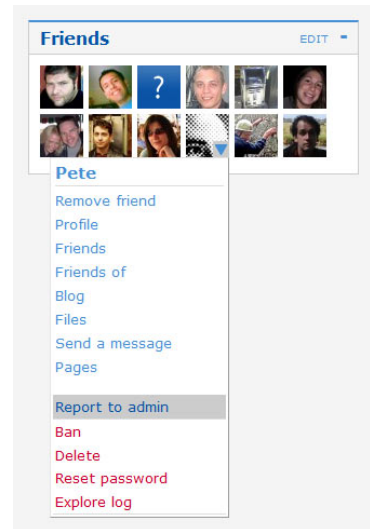 Friends EDIT -
?
Pete
Remove friend
Profile
Friends
Friends of
Blog
Files
Send a message
Pages
Report to admin
Ban
Delete
Reset password
Explore log